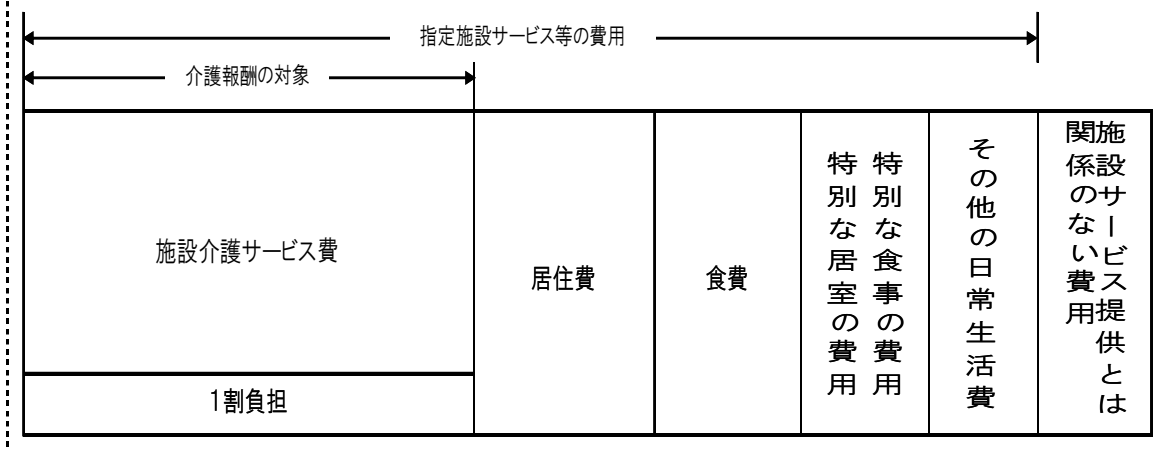 指定施設サービス等の費用
介護報酬の対象
施設介護サービス費
1割負担
居住費
食費
特別な食事の費用
特別な居室の費用
その他の日常生活費
施設サービス提供とは
関係のない費用